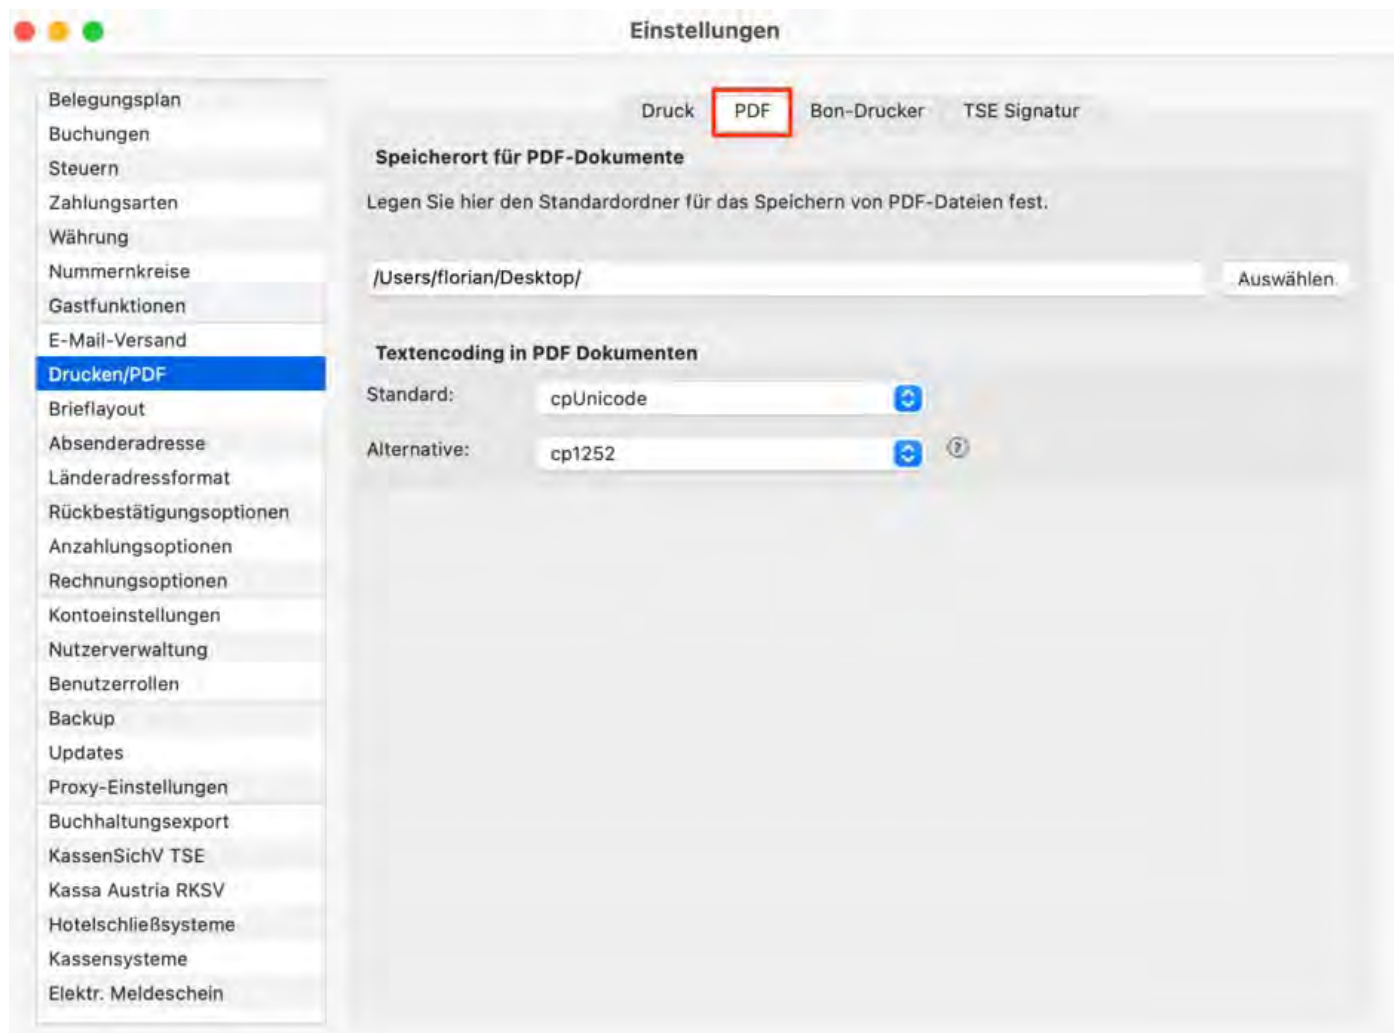 Einstellungen
Belegungsplan
Buchungen
Steuern
Zahlungsarten
Währung
Nummernkreise
Gastfunktionen
E-Mail-Versand
Drucken/PDF
Brieflayout
Absenderadresse
Länderadressformat
Rückbestätigungsoptionen
Anzahlungsoptionen
Rechnungsoptionen
Kontoeinstellungen
Nutzerverwaltung
Benutzerrollen
Backup
Updates
Proxy-Einstellungen
Buchhaltungsexport
KassenSichV TSE
Kassa Austria RKSV
Hotelschließsysteme
Kassensysteme
Elektr. Meldeschein
Druck PDF Bon-Drucker TSE Signatur
Speicherort für PDF-Dokumente
Legen Sie hier den Standardordner für das Speichern von PDF-Dateien fest.
/Users/florian/Desktop/ Auswählen
Textencoding in PDF Dokumenten
Standard: cpUnicode
Alternative: cp1252 ?